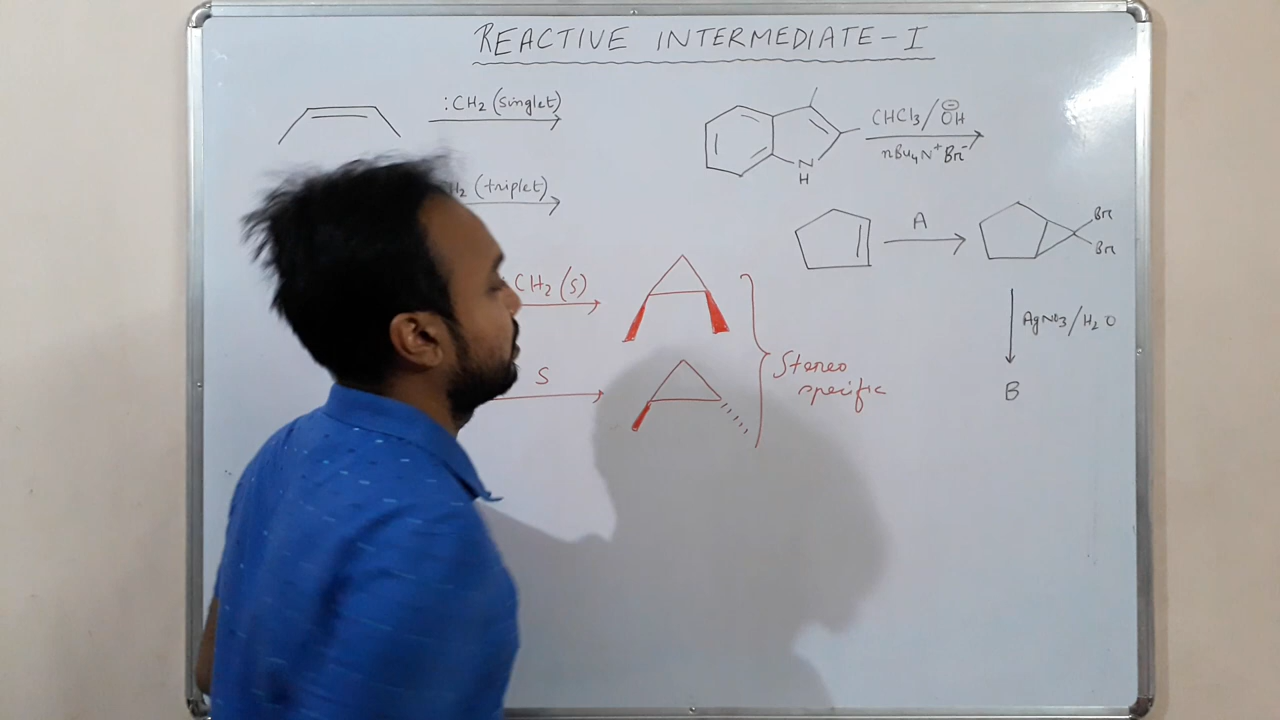 REACTIVE INTERMEDIATE-I
:CH2 (singlet)
H2 (triplet)
CH2 (S)
S
Stereo
specific
N
H
CHCl3/OH⊖
nBu4N+Br-
A
Br
Br
AgNO3/H2O
B